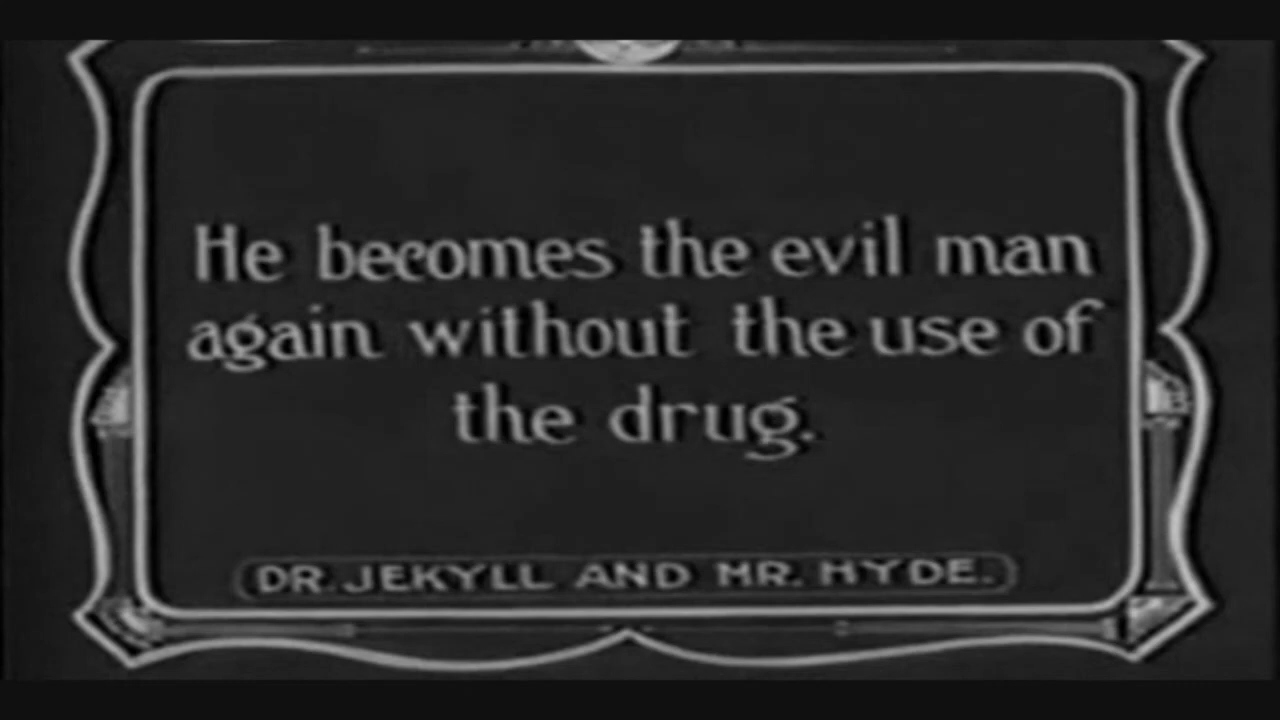 He becomes the evil man
again without the use of
the drug.
DR. JEKYLL AND MR. HYDE.